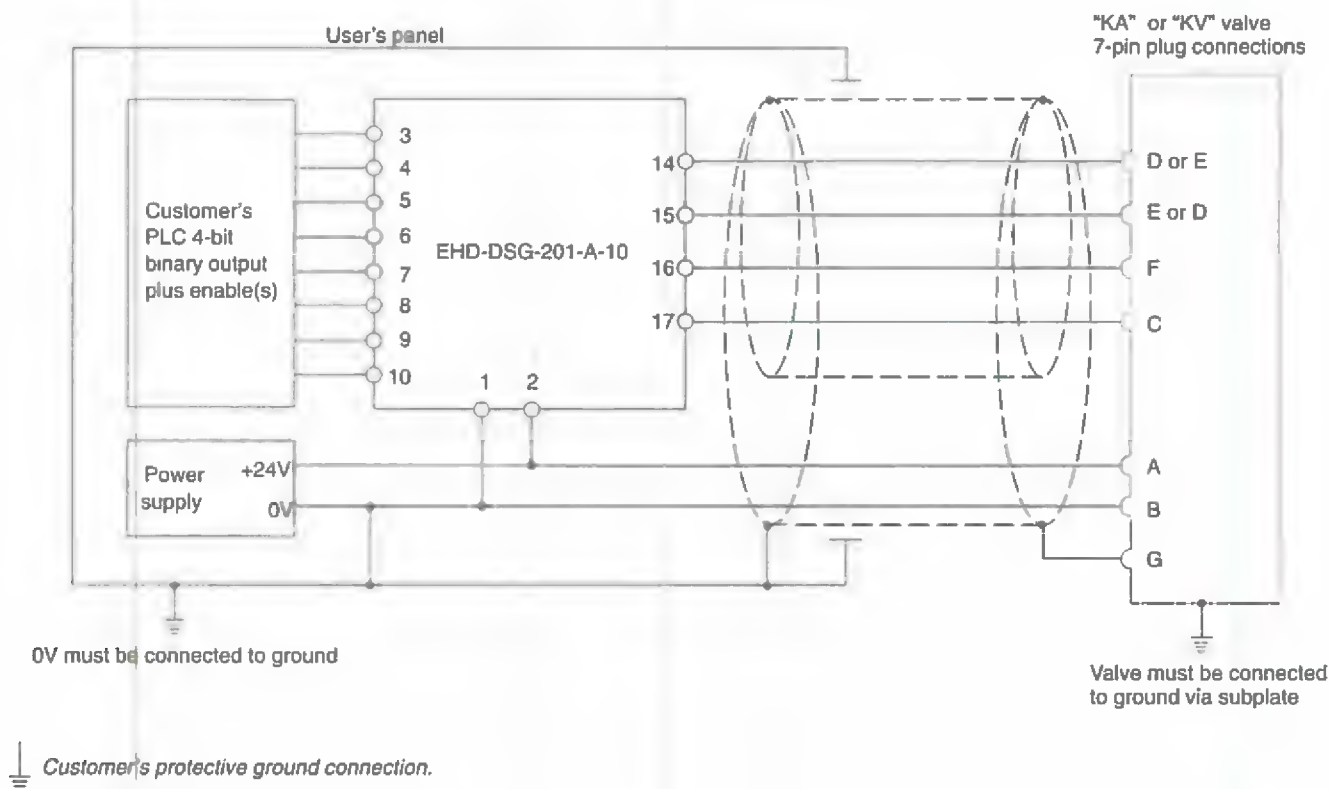 User's panel
"KA" or "KV" valve
7-pin plug connections
Customer's
PLC 4-bit
binary output
plus enable(s)
3
4
5
6
7
8
9
10
EHD-DSG-201-A-10
1 2
14
15
16
17
D or E
E or D
F
C
A
B
G
Power
supply
+24V
0V
0V must be connected to ground
Valve must be connected
to ground via subplate
Customer's protective ground connection.